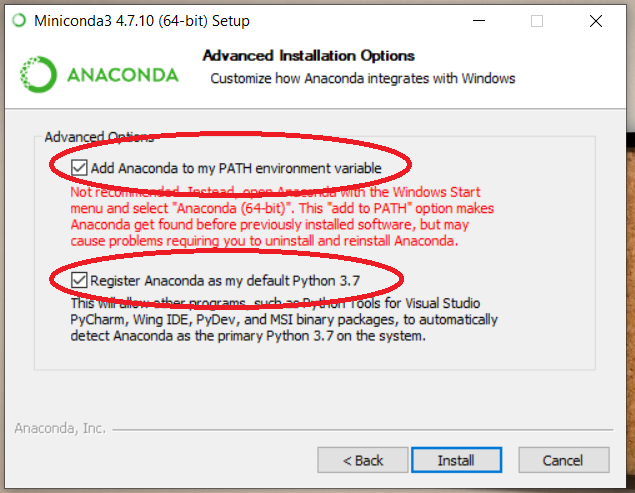 Miniconda3 4.7.10 (64-bit) Setup
ANACONDA
Advanced Installation Options
Customize how Anaconda integrates with Windows
Advanced Options
Add Anaconda to my PATH environment variable
Not recommended. Instead, open Anaconda with the Windows Start
menu and select "Anaconda (64-bit)". This "add to PATH" option makes
Anaconda get found before previously installed software, but may
cause problems requiring you to uninstall and reinstall Anaconda.
Register Anaconda as my default Python 3.7
This will allow other programs, such as Python Tools for Visual Studio
PyCharm, Wing IDE, PyDev, and MSI binary packages, to automatically
detect Anaconda as the primary Python 3.7 on the system.
Anaconda, Inc.
< Back
Install
Cancel